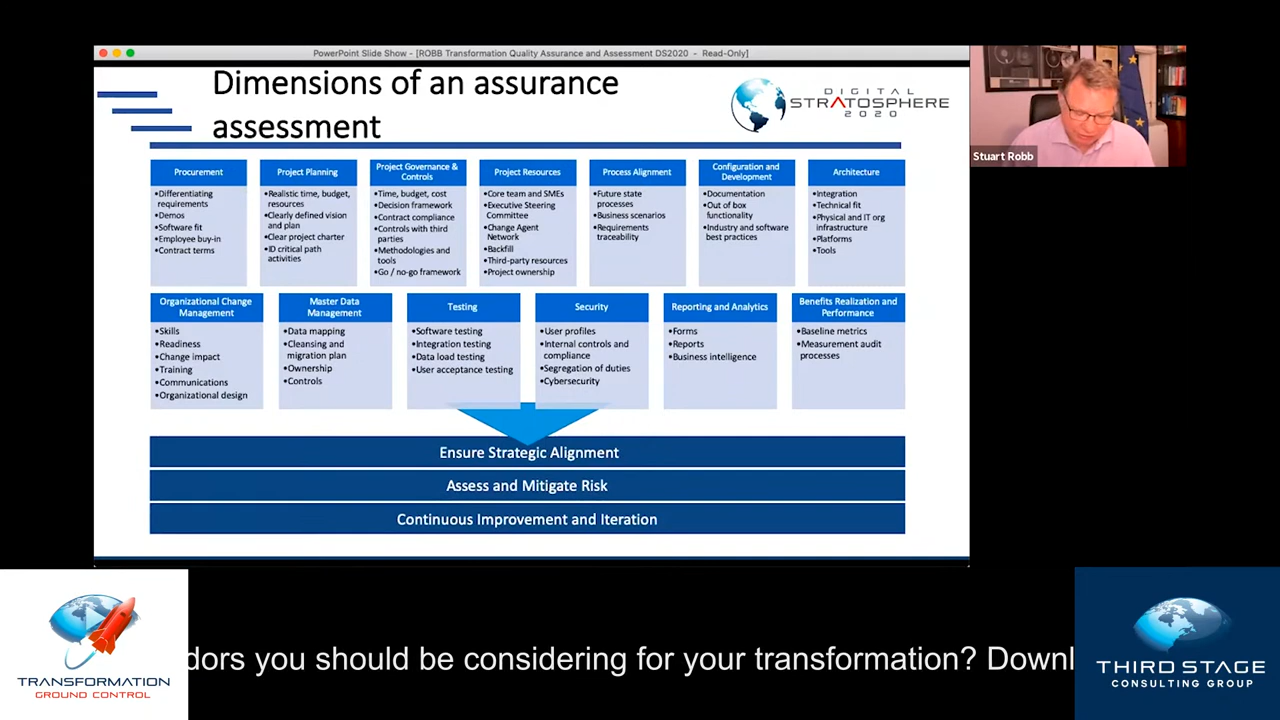 PowerPoint Slide Show - [ROBB Transformation Quality Assurance and Assessment DS2020 - Read-Only]
Dimensions of an assurance
assessment
DIGITAL
STRATOSPHERE
2020
Stuart Robb
Procurement
•Differentiating
requirements
•Demos
•Software fit
•Employee buy-in
•Contract terms
Project Planning
•Realistic time, budget,
resources
•Clearly defined vision
and plan
•Clear project charter
•ID critical path
activities
Project Governance &
Controls
•Time, budget, cost
•Decision framework
•Contract compliance
•Controls with third
parties
•Methodologies and
tools
•Go / no-go framework
Project Resources
•Core team and SMEs
•Executive Steering
Committee
•Change Agent
Network
•Backfill
•Third-party resources
•Project ownership
Process Alignment
•Future state
processes
•Business scenarios
•Requirements
traceability
Configuration and
Development
•Documentation
•Out of box
functionality
•Industry and software
best practices
Architecture
•Integration
•Technical fit
•Physical and IT org
infrastructure
•Platforms
•Tools
Organizational Change
Management
•Skills
•Readiness
•Change impact
•Training
•Communications
•Organizational design
Master Data
Management
•Data mapping
•Cleansing and
migration plan
•Ownership
•Controls
Testing
•Software testing
•Integration testing
•Data load testing
•User acceptance testing
Security
•User profiles
•Internal controls and
compliance
•Segregation of duties
•Cybersecurity
Reporting and Analytics
•Forms
•Reports
•Business intelligence
Benefits Realization and
Performance
•Baseline metrics
•Measurement audit
processes
Ensure Strategic Alignment
Assess and Mitigate Risk
Continuous Improvement and Iteration
TRANSFORMATION
GROUND CONTROL
dors you should be considering for your transformation? Downl
THIRD STAGE
CONSULTING GROUP